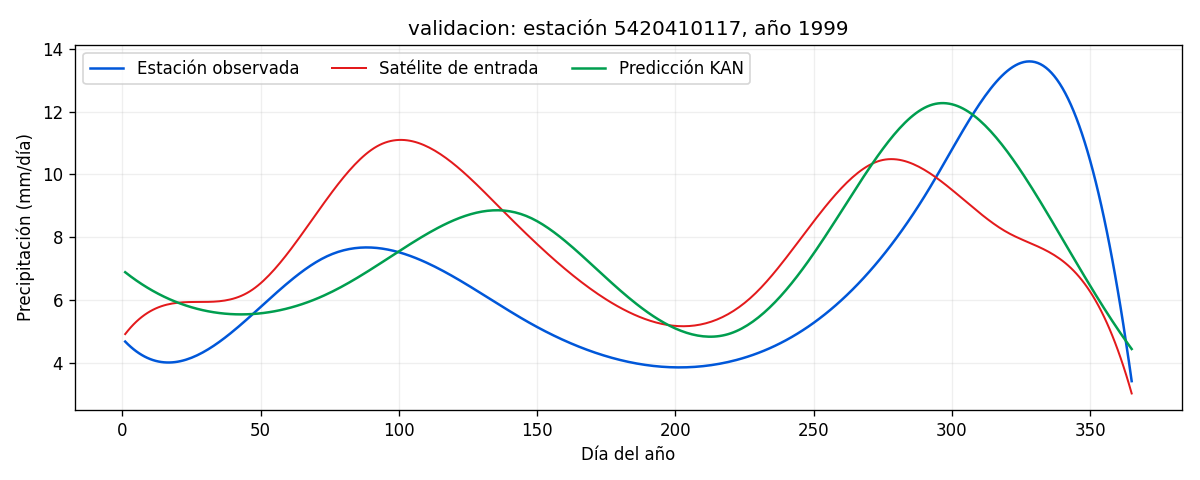 validacion: estación 5420410117, año 1999
Estación observada
Satélite de entrada
Predicción KAN
Precipitación (mm/día)
14
12
10
8
6
4
0
50
100
150
200
250
300
350
Día del año